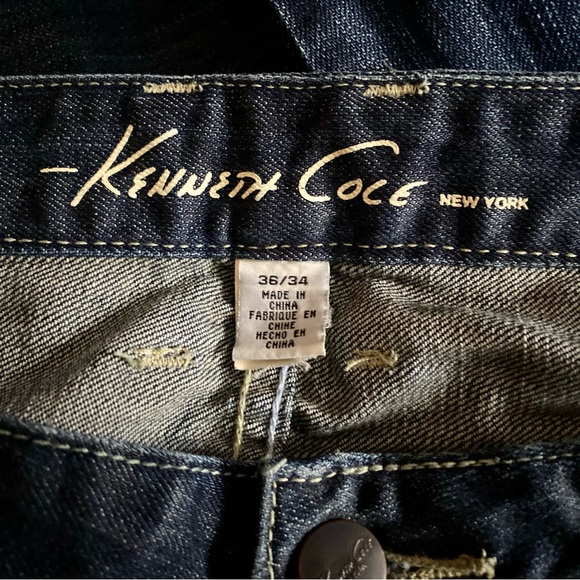 Kenneth Cole NEW YORK
36/34
MADE IN
CHINA
FABRIQUE EN
CHINE
HECHO EN
CHINA